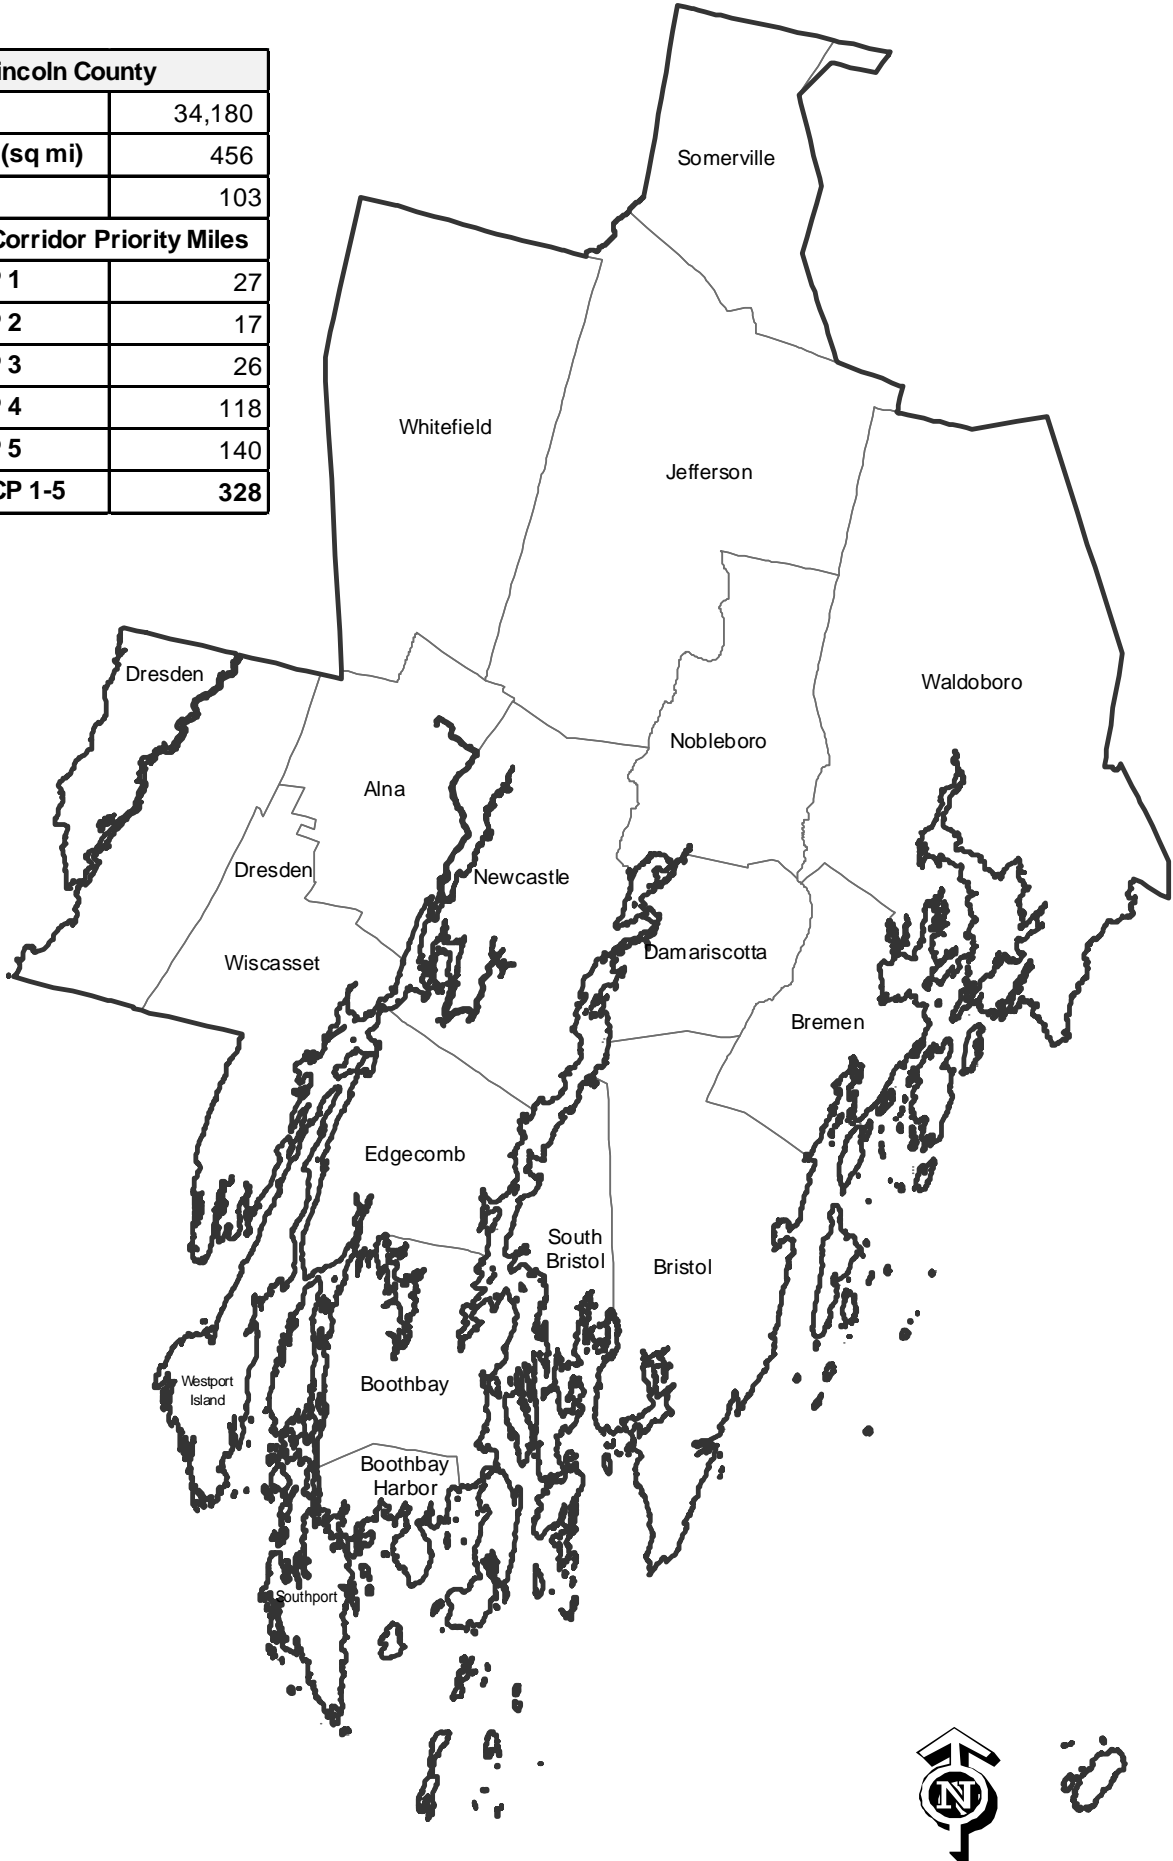 incoln County
34,180
(sq mi) 456
103
Corridor Priority Miles
1 27
2 17
3 26
4 118
5 140
CP 1-5 328
Somerville
Whitefield
Jefferson
Dresden
Waldoboro
Nobleboro
Alna
Dresden
Newcastle
Damariscotta
Wiscasset
Bremen
Edgecomb
South
Bristol
Bristol
Westport
Island
Boothbay
Boothbay
Harbor
Southport
N